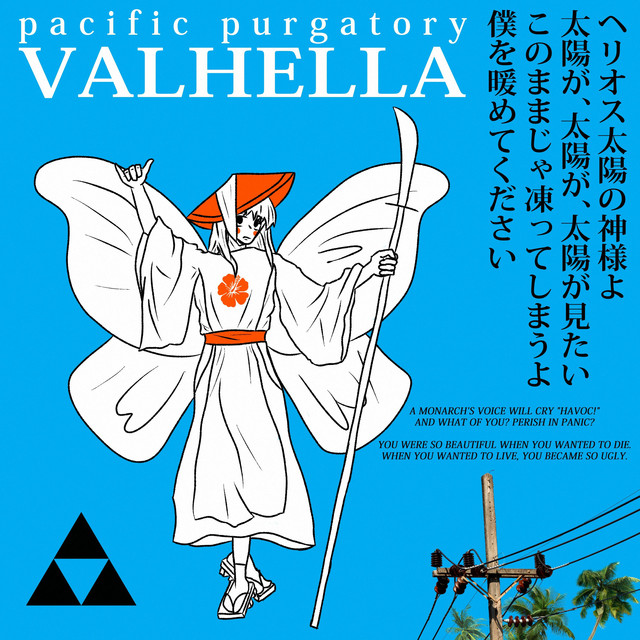 pacific purgatory
VALHELLA
ヘリオス太陽の神様よ
太陽が、太陽が、太陽が見たい
このままじゃ凍ってしまうよ
僕を暖めてください
A MONARCH'S VOICE WILL CRY "HAVOC!"
AND WHAT OF YOU? PERISH IN PANIC?
YOU WERE SO BEAUTIFUL WHEN YOU WANTED TO DIE.
WHEN YOU WANTED TO LIVE, YOU BECAME SO UGLY.